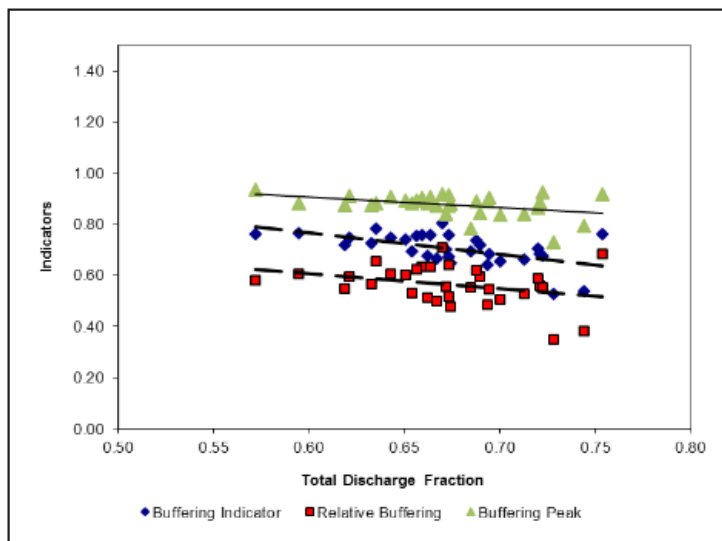 1.40
1.20
1.00
0.80
0.60
0.40
0.20
0.00
Indicators
0.50 0.55 0.60 0.65 0.70 0.75 0.80
Total Discharge Fraction
Buffering Indicator Relative Buffering Buffering Peak